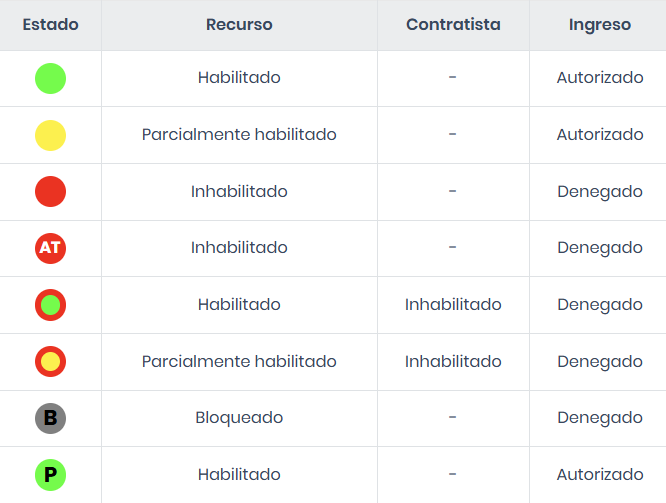 Estado Recurso Contratista Ingreso
Habilitado - Autorizado
Parcialmente habilitado - Autorizado
Inhabilitado - Denegado
AT Inhabilitado - Denegado
Habilitado Inhabilitado Denegado
Parcialmente habilitado Inhabilitado Denegado
B Bloqueado - Denegado
P Habilitado - Autorizado